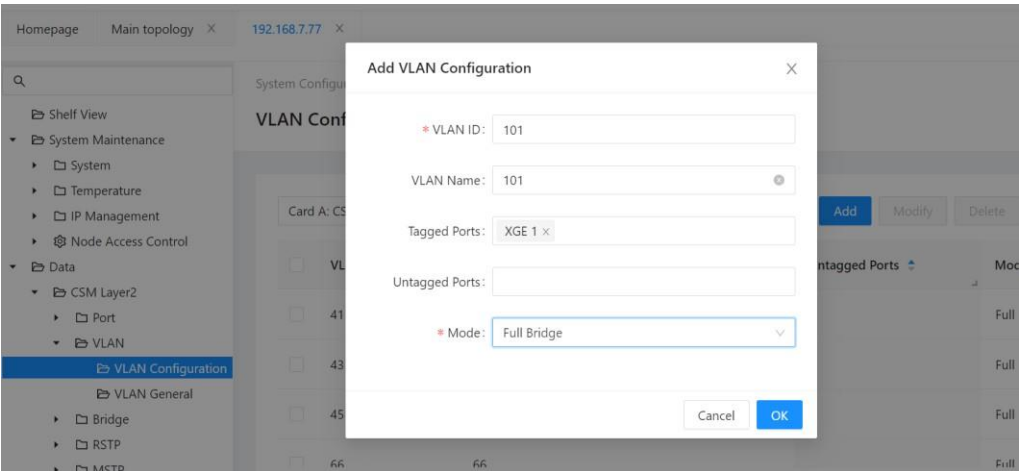 Homepage
Main topology ×
192.168.7.77 ×
Shelf View
System Maintenance
System
Temperature
IP Management
Node Access Control
Data
CSM Layer2
Port
VLAN
VLAN Configuration
VLAN General
Bridge
RSTP
MSTP
System Configu
VLAN Conf
Card A: CS
Add
Modify
Delete
VL
ntagged Ports
Mod
41
Full
43
Full
45
Full
66
66
Full
Add VLAN Configuration
* VLAN ID: 101
VLAN Name: 101
Tagged Ports: XGE 1 ×
Untagged Ports:
* Mode: Full Bridge
Cancel
OK